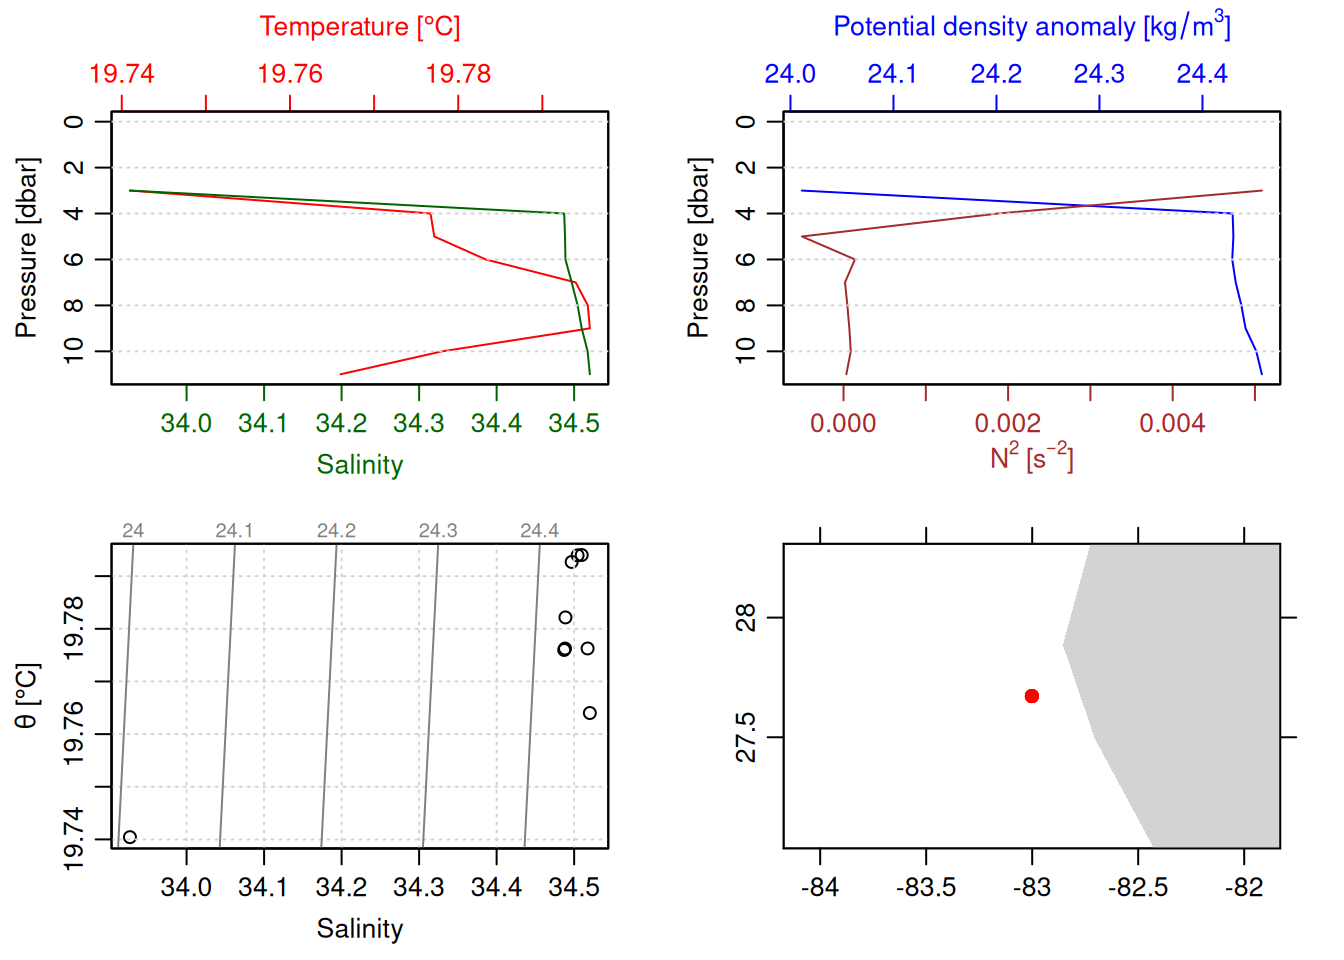 Temperature [°C]
19.74 19.76 19.78
Pressure [dbar]
0 2 4 6 8 10
34.0 34.1 34.2 34.3 34.4 34.5
Salinity
Potential density anomaly [kg/m³]
24.0 24.1 24.2 24.3 24.4
Pressure [dbar]
0 2 4 6 8 10
0.000 0.002 0.004
N² [s⁻²]
24 24.1 24.2 24.3 24.4
θ [°C]
19.74 19.76 19.78
34.0 34.1 34.2 34.3 34.4 34.5
Salinity
28
27.5
-84 -83.5 -83 -82.5 -82